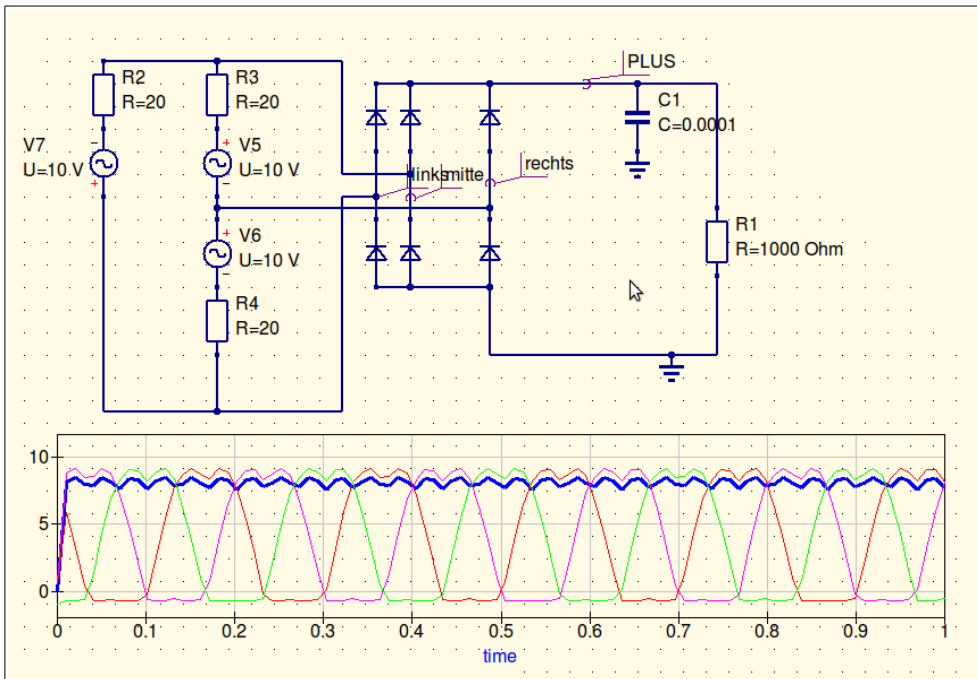 R2
R=20
R3
R=20
V7
U=10 V
V5
U=10 V
V6
U=10 V
R4
R=20
links
mitte
rechts
PLUS
C1
C=0.0001
R1
R=1000 Ohm
10
5
0
0 0.1 0.2 0.3 0.4 0.5 0.6 0.7 0.8 0.9 1
time